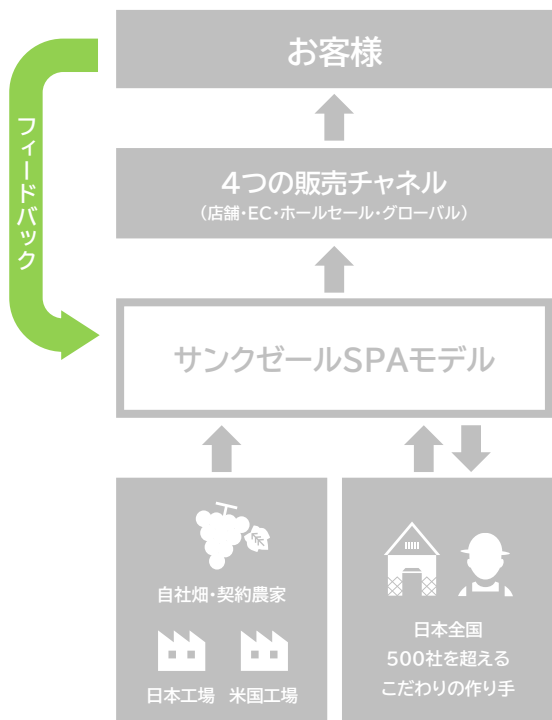 お客様
フィードバック
4つの販売チャネル
(店舗・EC・ホールセール・グローバル)
サンクゼールSPAモデル
自社畑・契約農家
日本工場 米国工場
日本全国
500社を超える
こだわりの作り手